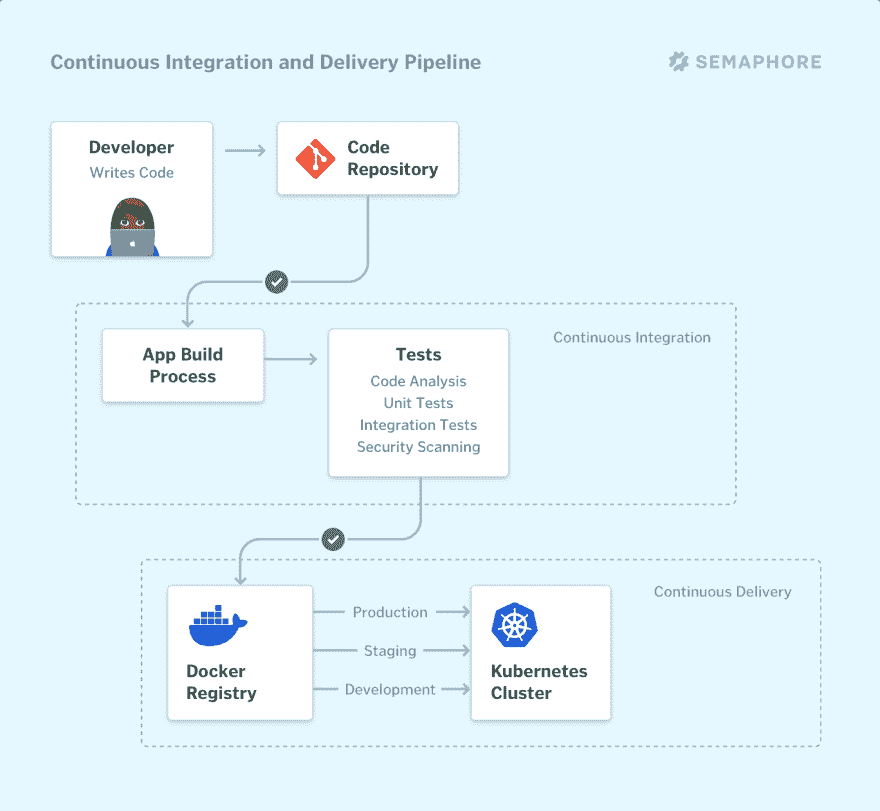 Continuous Integration and Delivery Pipeline
SEMAPHORE
Developer
Writes Code
Code
Repository
App Build
Process
Tests
Code Analysis
Unit Tests
Integration Tests
Security Scanning
Continuous Integration
Continuous Delivery
Docker
Registry
Production
Staging
Development
Kubernetes
Cluster